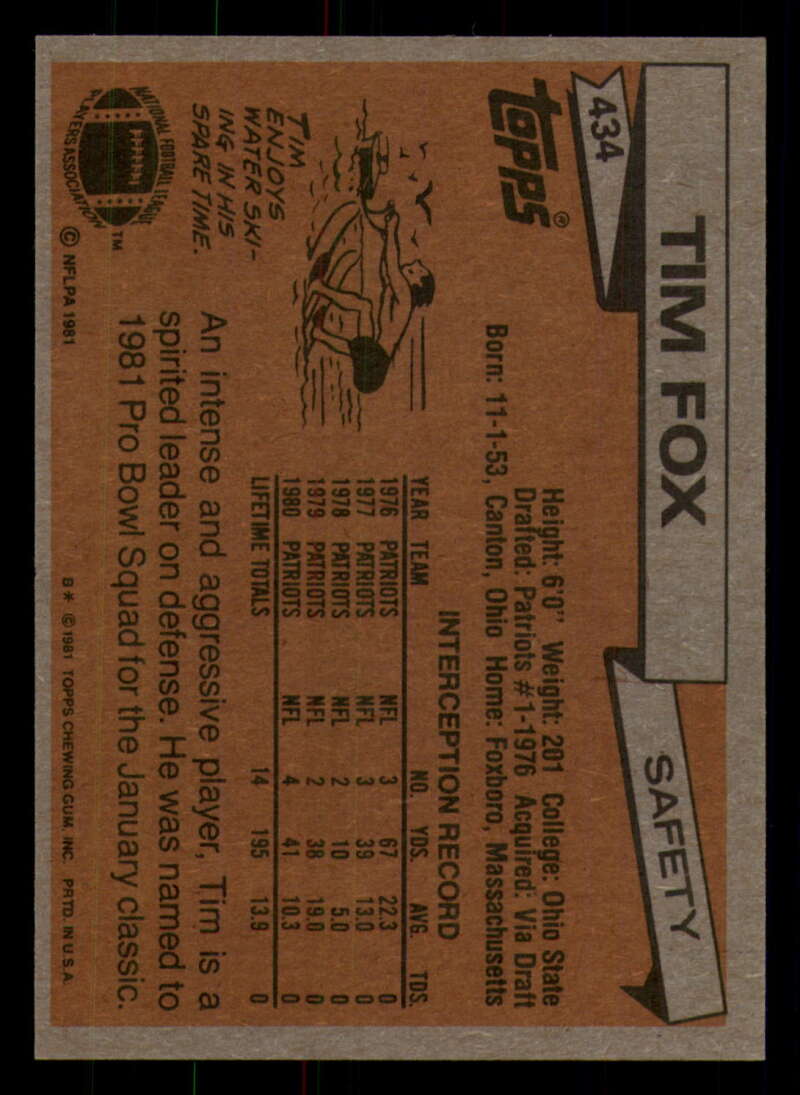 434
TIM FOX
SAFETY
TOPPS®
Height: 6'0" Weight: 201 College: Ohio State
Drafted: Patriots #1-1976 Acquired: Via Draft
Born: 11-1-53, Canton, Ohio Home: Foxboro, Massachusetts
INTERCEPTION RECORD
YEAR TEAM NO. YDS. AVG. TDS.
1976 PATRIOTS NFL 3 67 22.3 0
1977 PATRIOTS NFL 3 39 13.0 0
1978 PATRIOTS NFL 2 10 5.0 0
1979 PATRIOTS NFL 2 38 19.0 0
1980 PATRIOTS NFL 4 41 10.3 0
LIFETIME TOTALS 14 195 13.9 0
TIM
ENJOYS
WATER SKI-
ING IN HIS
SPARE TIME.
An intense and aggressive player, Tim is a
spirited leader on defense. He was named to
1981 Pro Bowl Squad for the January classic.
NATIONAL FOOTBALL LEAGUE
PLAYERS ASSOCIATION
™
© NFLPA 1981
B* ©1981 TOPPS CHEWING GUM, INC. PRTD. IN U.S.A.